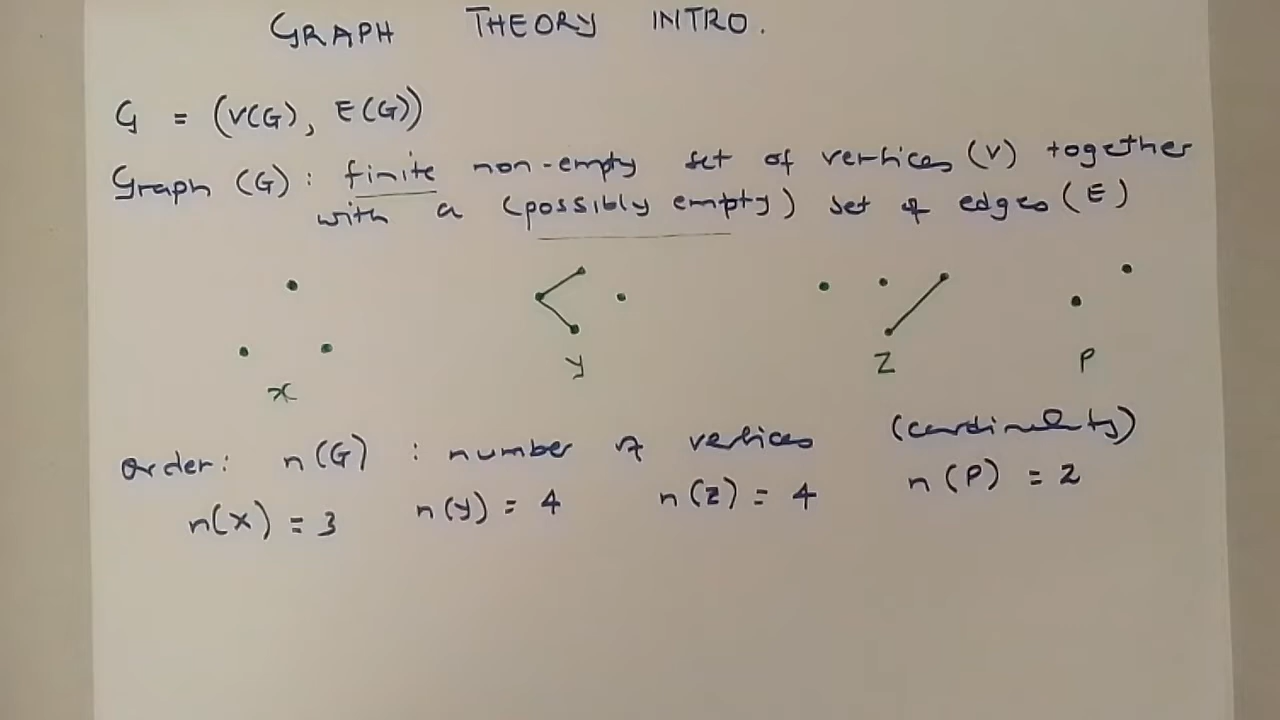 GRAPH THEORY INTRO.
G = (V(G), E(G))
Graph (G): finite non-empty set of vertices (V) together
with a (possibly empty) set of edges (E)
x
y
Z
P
order: n(G) : number of vertices (cardinality)
n(x) = 3 n(y) = 4 n(z) = 4 n(P) = 2